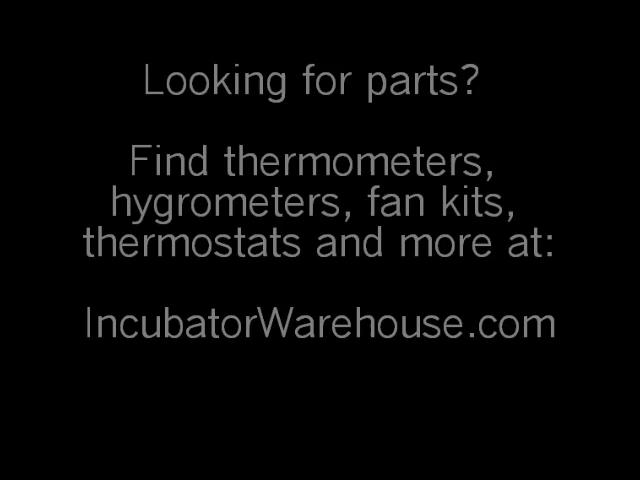 Looking for parts?
Find thermometers,
hygrometers, fan kits,
thermostats and more at:
IncubatorWarehouse.com